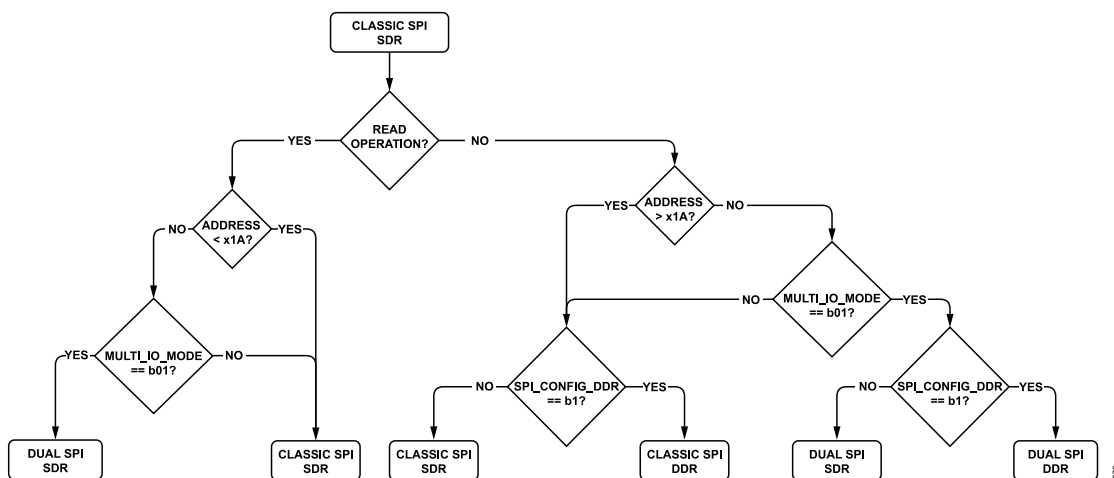 CLASSIC SPI
SDR
READ
OPERATION?
YES
NO
ADDRESS
< x1A?
NO
YES
ADDRESS
> x1A?
YES
NO
MULTI_IO_MODE
== b01?
NO
YES
MULTI_IO_MODE
== b01?
YES
NO
SPI_CONFIG_DDR
== b1?
NO
YES
SPI_CONFIG_DDR
== b1?
NO
YES
DUAL SPI
SDR
CLASSIC SPI
SDR
CLASSIC SPI
SDR
CLASSIC SPI
DDR
DUAL SPI
SDR
DUAL SPI
DDR